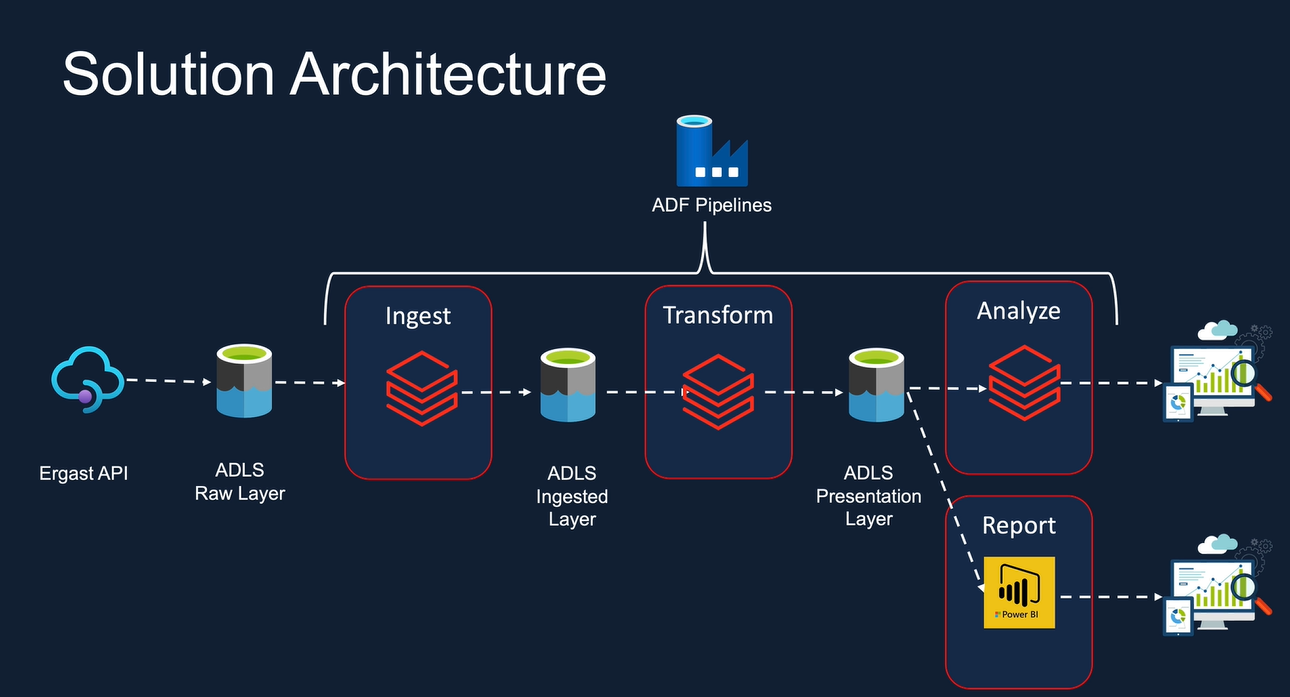 Solution Architecture
ADF Pipelines
Ingest
Transform
Analyze
Ergast API
ADLS
Raw Layer
ADLS
Ingested
Layer
ADLS
Presentation
Layer
Report
Power BI